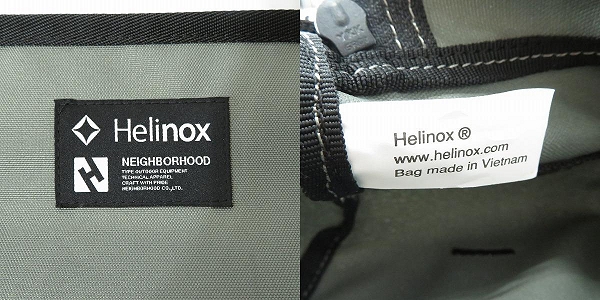 Helinox
NEIGHBORHOOD
TYPE OUTDOOR EQUIPMENT
TECHNICAL APPAREL
CRAFT WITH PRIDE
NEIGHBORHOOD CO.,LTD.
YKK
Helinox ®
www.helinox.com
Bag made in Vietnam